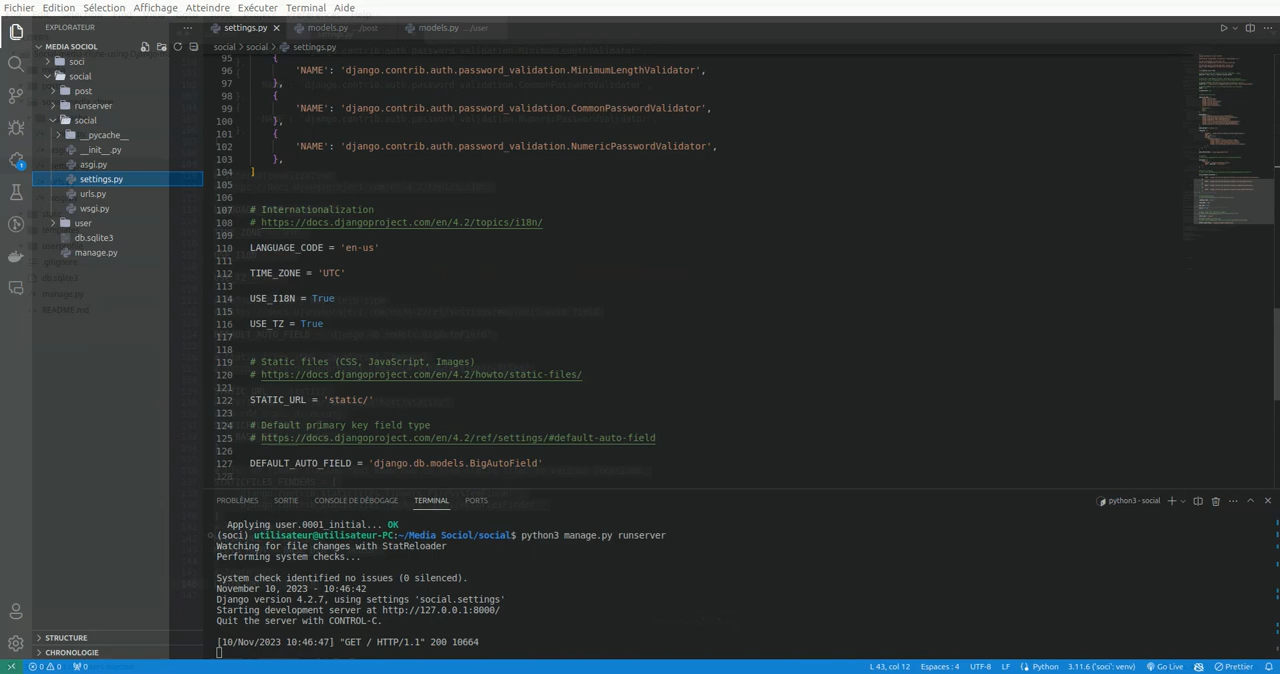 Fichier Edition Sélection Affichage Atteindre Exécuter Terminal Aide
EXPLORATEUR
settings.py
models.py .../post
models.py .../user
MEDIA SOCIOL
social > social > settings.py
soci
social
post
runserver
social
__pycache__
__init__.py
asgi.py
settings.py
urls.py
wsgi.py
user
db.sqlite3
manage.py
.gitignore
db.sqlite3
manage.py
README.md
STRUCTURE
CHRONOLOGIE
95 {
96 'NAME': 'django.contrib.auth.password_validation.MinimumLengthValidator',
97 },
98 {
99 'NAME': 'django.contrib.auth.password_validation.CommonPasswordValidator',
100 },
101 {
102 'NAME': 'django.contrib.auth.password_validation.NumericPasswordValidator',
103 },
104 ]
105
106
107 # Internationalization
108 # https://docs.djangoproject.com/en/4.2/topics/i18n/
109
110 LANGUAGE_CODE = 'en-us'
111
112 TIME_ZONE = 'UTC'
113
114 USE_I18N = True
115
116 USE_TZ = True
117
118
119 # Static files (CSS, JavaScript, Images)
120 # https://docs.djangoproject.com/en/4.2/howto/static-files/
121
122 STATIC_URL = 'static/'
123
124 # Default primary key field type
125 # https://docs.djangoproject.com/en/4.2/ref/settings/#default-auto-field
126
127 DEFAULT_AUTO_FIELD = 'django.db.models.BigAutoField'
128
PROBLÈMES SORTIE CONSOLE DE DÉBOGAGE TERMINAL PORTS
python3 - social
Applying user.0001_initial... OK
(soci) utilisateur@utilisateur-PC:~/Media Sociol/social$ python3 manage.py runserver
Watching for file changes with StatReloader
Performing system checks...
System check identified no issues (0 silenced).
November 10, 2023 - 10:46:42
Django version 4.2.7, using settings 'social.settings'
Starting development server at http://127.0.0.1:8000/
Quit the server with CONTROL-C.
[10/Nov/2023 10:46:47] "GET / HTTP/1.1" 200 10664
0 0 0 L 43, col 12 Espaces : 4 UTF-8 LF Python 3.11.6 ('soci': venv) Go Live Prettier